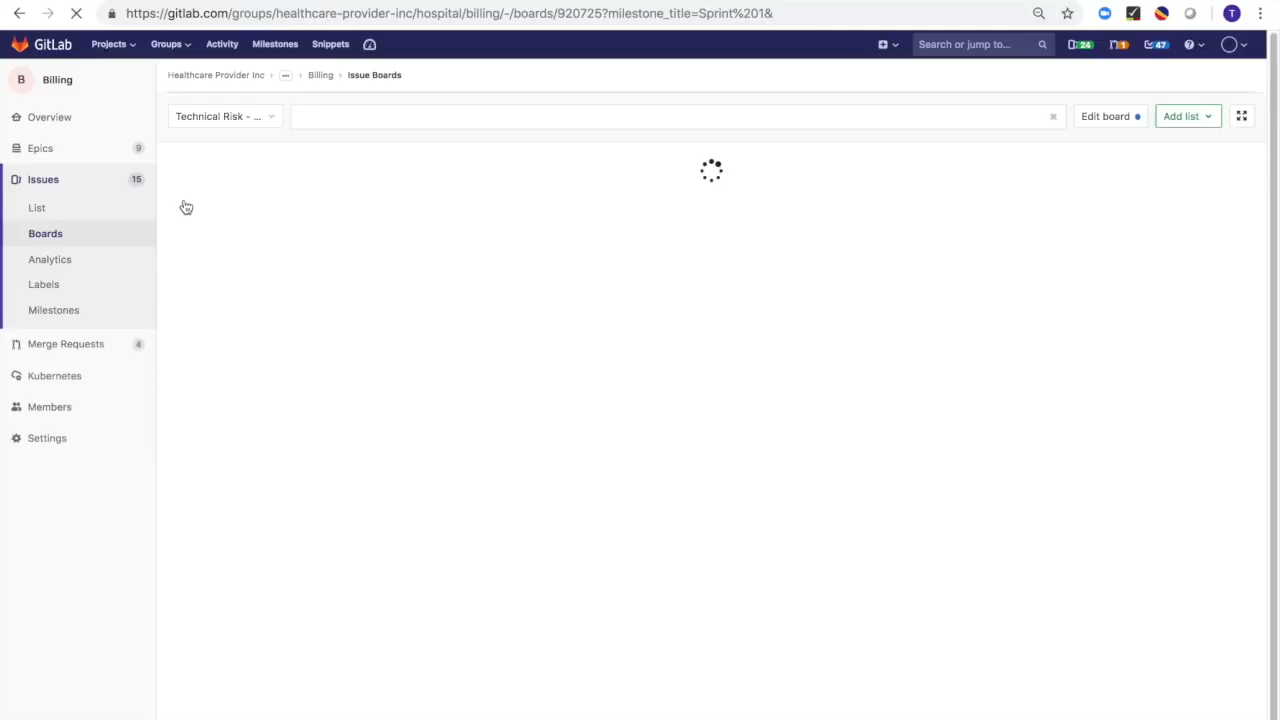 https://gitlab.com/groups/healthcare-provider-inc/hospital/billing/-/boards/920725?milestone_title=Sprint%201&
T
GitLab Projects Groups Activity Milestones Snippets Search or jump to... 24 1 47
B Billing
Healthcare Provider Inc > ... > Billing > Issue Boards
Technical Risk - ... Edit board Add list
Overview
Epics 9
Issues 15
List
Boards
Analytics
Labels
Milestones
Merge Requests 4
Kubernetes
Members
Settings